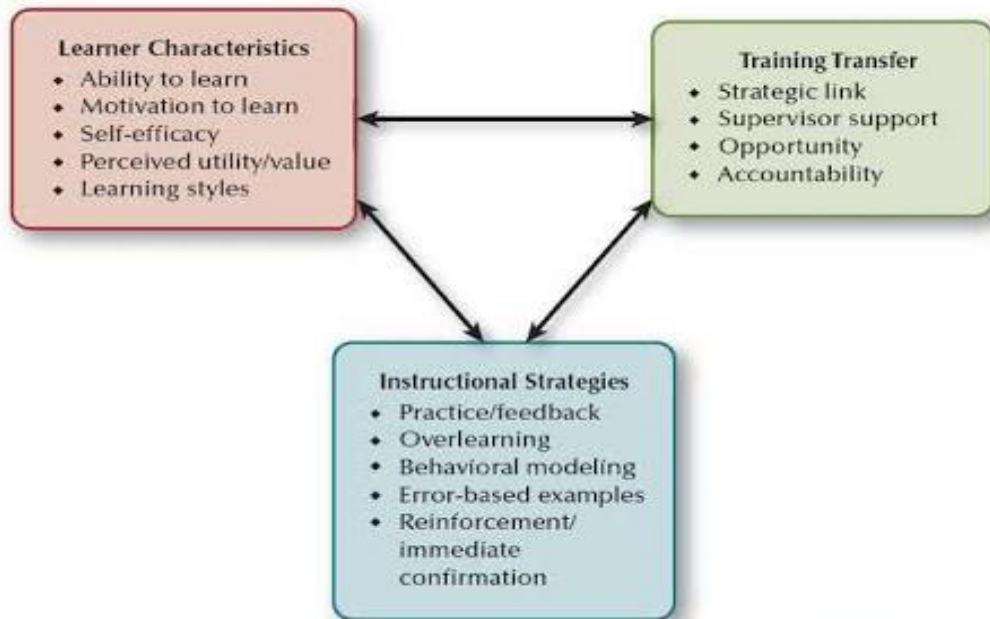 Learner Characteristics
◆ Ability to learn
◆ Motivation to learn
◆ Self-efficacy
◆ Perceived utility/value
◆ Learning styles
Training Transfer
◆ Strategic link
◆ Supervisor support
◆ Opportunity
◆ Accountability
Instructional Strategies
◆ Practice/feedback
◆ Overlearning
◆ Behavioral modeling
◆ Error-based examples
◆ Reinforcement/
immediate
confirmation